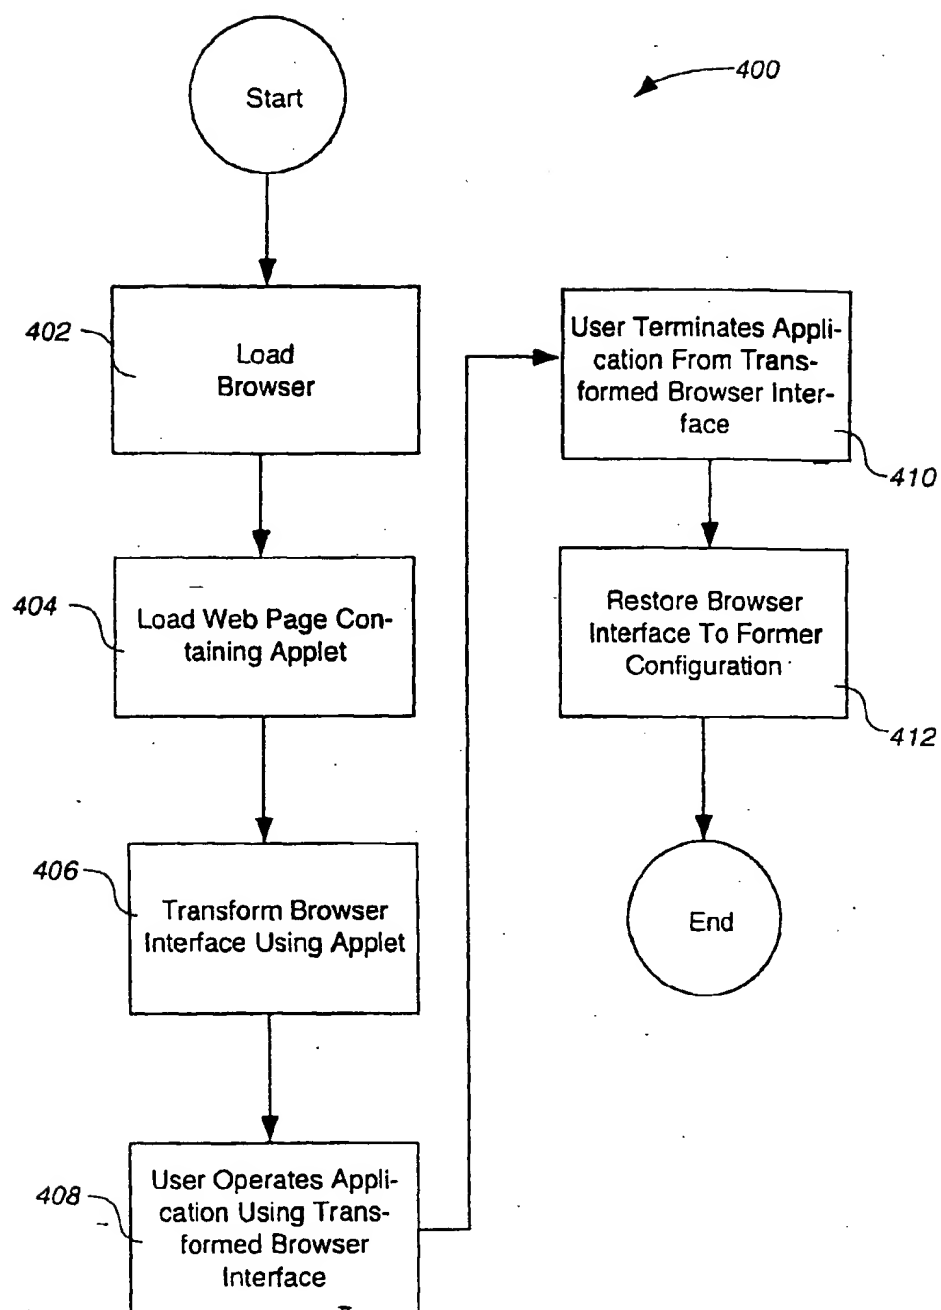 Start
400
402
Load
Browser
404
Load Web Page Con-
taining Applet
406
Transform Browser
Interface Using Applet
408
User Operates Appli-
cation Using Trans-
formed Browser
Interface
User Terminates Appli-
cation From Trans-
formed Browser Inter-
face
410
Restore Browser
Interface To Former
Configuration
412
End